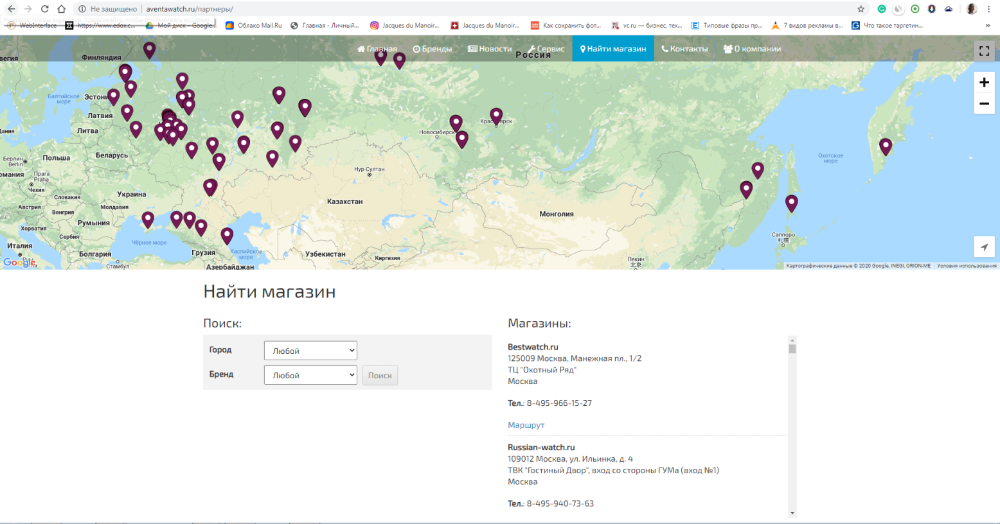 Не защищено | aventawatch.ru/партнеры/
WebInterface
https://www.edox.c...
Мой диск – Google...
Облако Mail.Ru
Главная - Личный...
Jacques du Manoir...
Jacques du Manoir...
Как сохранить фот...
vc.ru — бизнес, тех...
Типовые фразы пр...
7 видов рекламы в...
Что такое таргетин...
»
Главная
Бренды
Новости
Сервис
Найти магазин
Контакты
О компании
Россия
вегия
Финляндия
Балтийское
море
Эстони
Латвия
Литва
Дания
Берлин
Berlin
Польша
Беларусь
рмания
Прага
Praha
Чехия
Словакия
Украина
Австрия
Венгрия
Молдавия
Хорватия
Румыния
Сербия
Италия
Болгария
Чёрное море
Стамбул
Грузия
Каспийское
море
Азербайджан
Узбекистан
Киргизия
Казахстан
Нур-Султан
Новосибирск
Монголия
Пекин
北京
Саппоро
札幌
Охотское
море
+
−
Google
Картографические данные © 2020 Google, INEGI, ORION-ME
Условия использования
Найти магазин
Поиск:
Город
Любой
Бренд
Любой
Поиск
Магазины:
Bestwatch.ru
125009 Москва, Манежная пл., 1/2
ТЦ "Охотный Ряд"
Москва
Тел.: 8-495-966-15-27
Маршрут
Russian-watch.ru
109012 Москва, ул. Ильинка, д. 4
ТВК "Гостиный Двор", вход со стороны ГУМа (вход №1)
Москва
Тел.: 8-495-940-73-63